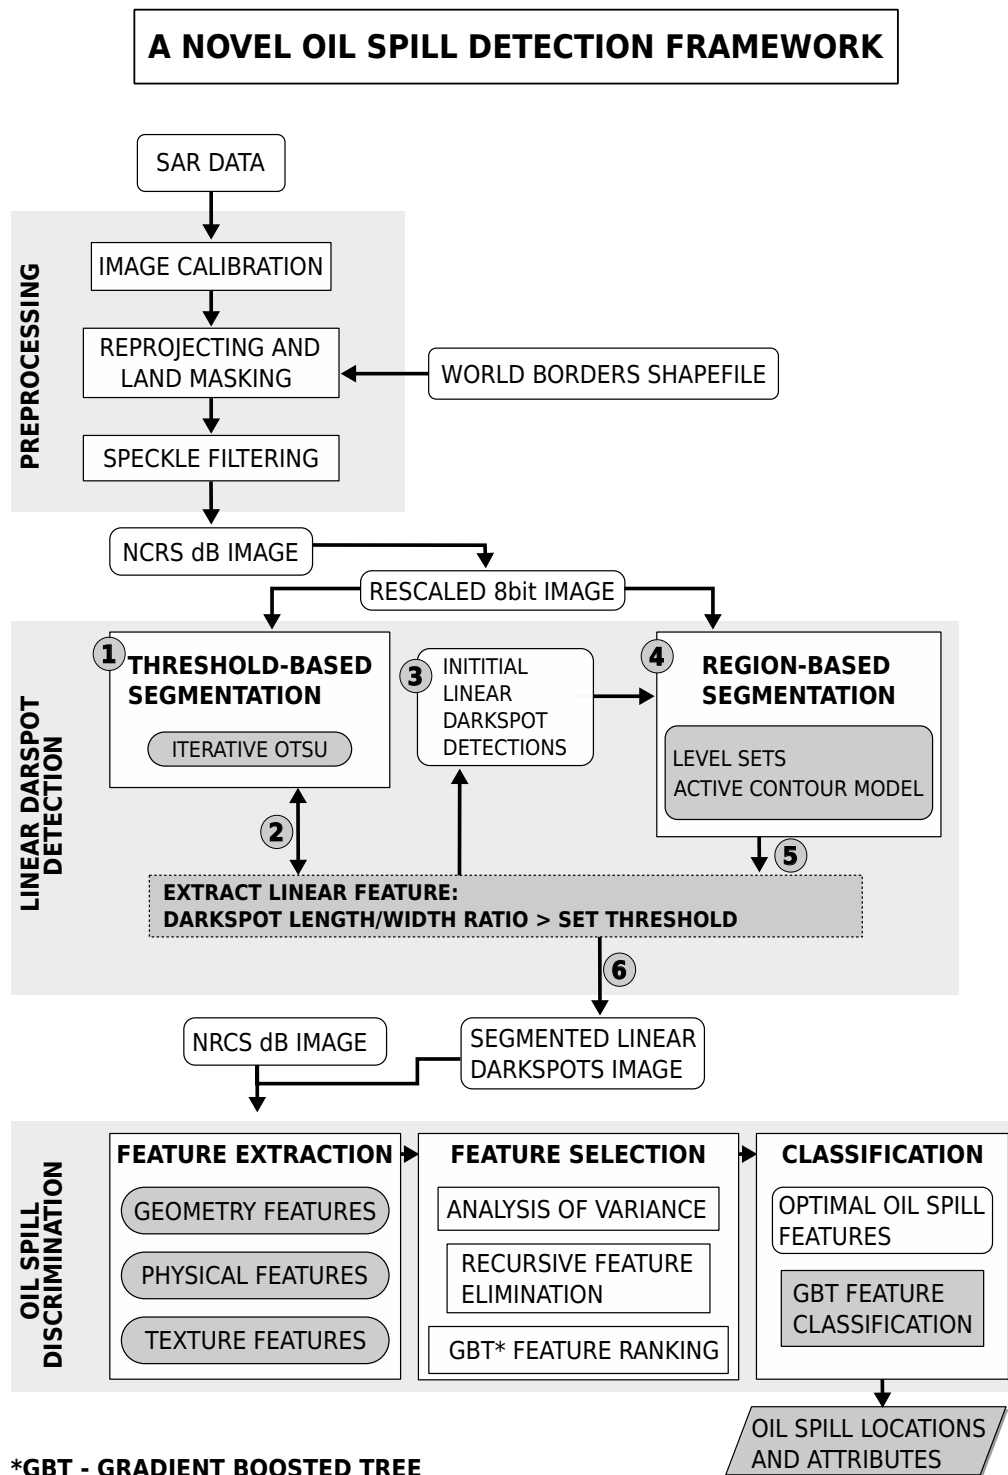 A NOVEL OIL SPILL DETECTION FRAMEWORK
SAR DATA
PREPROCESSING
IMAGE CALIBRATION
REPROJECTING AND
LAND MASKING
WORLD BORDERS SHAPEFILE
SPECKLE FILTERING
NCRS dB IMAGE
RESCALED 8bit IMAGE
LINEAR DARSPOT
DETECTION
1
THRESHOLD-BASED
SEGMENTATION
ITERATIVE OTSU
2
3
INITITIAL
LINEAR
DARKSPOT
DETECTIONS
4
REGION-BASED
SEGMENTATION
LEVEL SETS
ACTIVE CONTOUR MODEL
5
EXTRACT LINEAR FEATURE:
DARKSPOT LENGTH/WIDTH RATIO > SET THRESHOLD
6
NRCS dB IMAGE
SEGMENTED LINEAR
DARKSPOTS IMAGE
OIL SPILL
DISCRIMINATION
FEATURE EXTRACTION
GEOMETRY FEATURES
PHYSICAL FEATURES
TEXTURE FEATURES
FEATURE SELECTION
ANALYSIS OF VARIANCE
RECURSIVE FEATURE
ELIMINATION
GBT* FEATURE RANKING
CLASSIFICATION
OPTIMAL OIL SPILL
FEATURES
GBT FEATURE
CLASSIFICATION
OIL SPILL LOCATIONS
AND ATTRIBUTES
*GBT - GRADIENT BOOSTED TREE